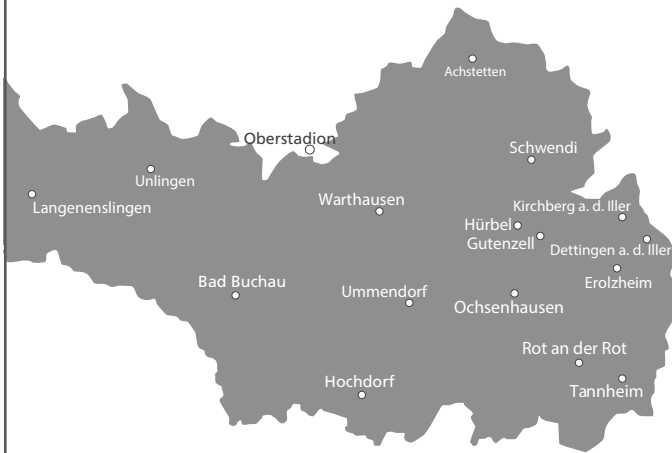 Achstetten
Oberstadion
Schwendi
Unlingen
Langenenslingen
Warthausen
Kirchberg a. d. Iller
Hürbel
Gutenzell
Dettingen a. d. Iller
Bad Buchau
Erolzheim
Ummendorf
Ochsenhausen
Rot an der Rot
Hochdorf
Tannheim